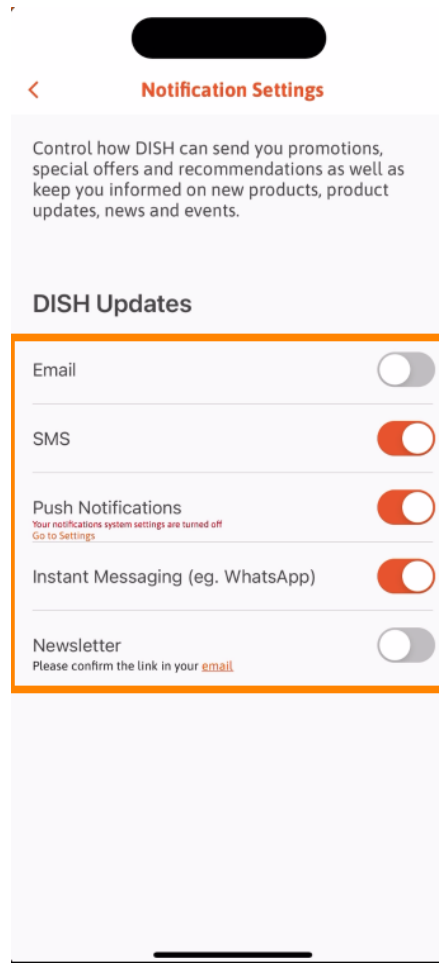 Notification Settings
Control how DISH can send you promotions,
special offers and recommendations as well as
keep you informed on new products, product
updates, news and events.
DISH Updates
Email
SMS
Push Notifications
Your notifications system settings are turned off
Go to Settings
Instant Messaging (eg. WhatsApp)
Newsletter
Please confirm the link in your email